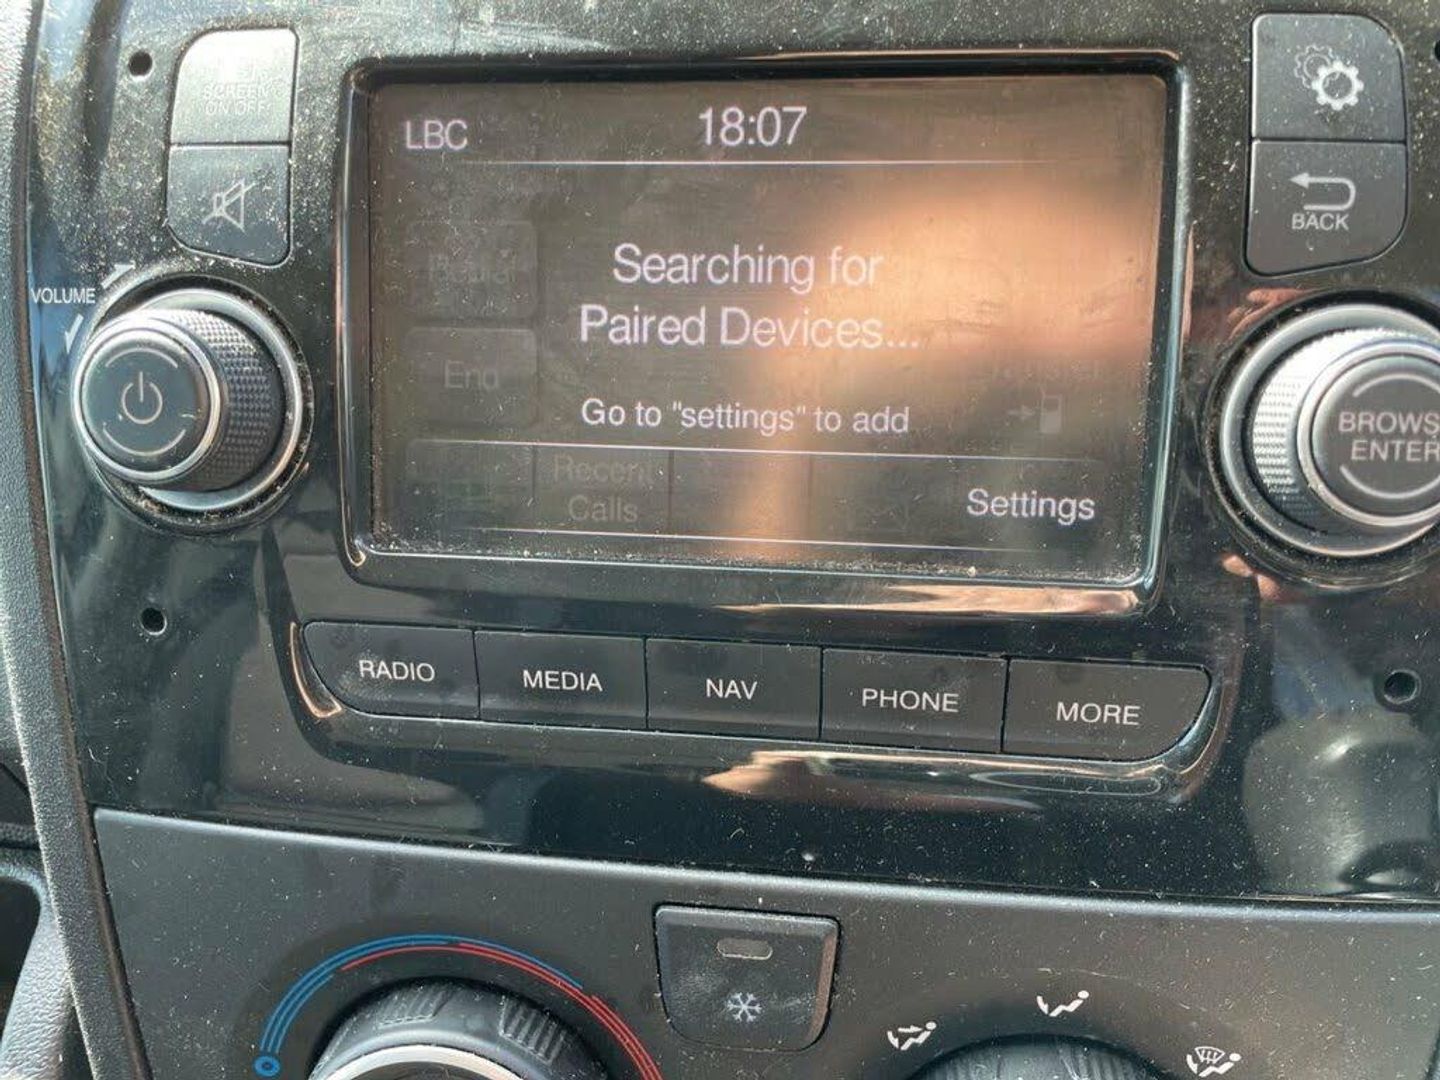 SCREEN
ON OFF
LBC
18:07
BACK
VOLUME
Searching for
Paired Devices...
End
Go to "settings" to add
Recent
Calls
Settings
ENTER
RADIO
MEDIA
NAV
PHONE
MORE